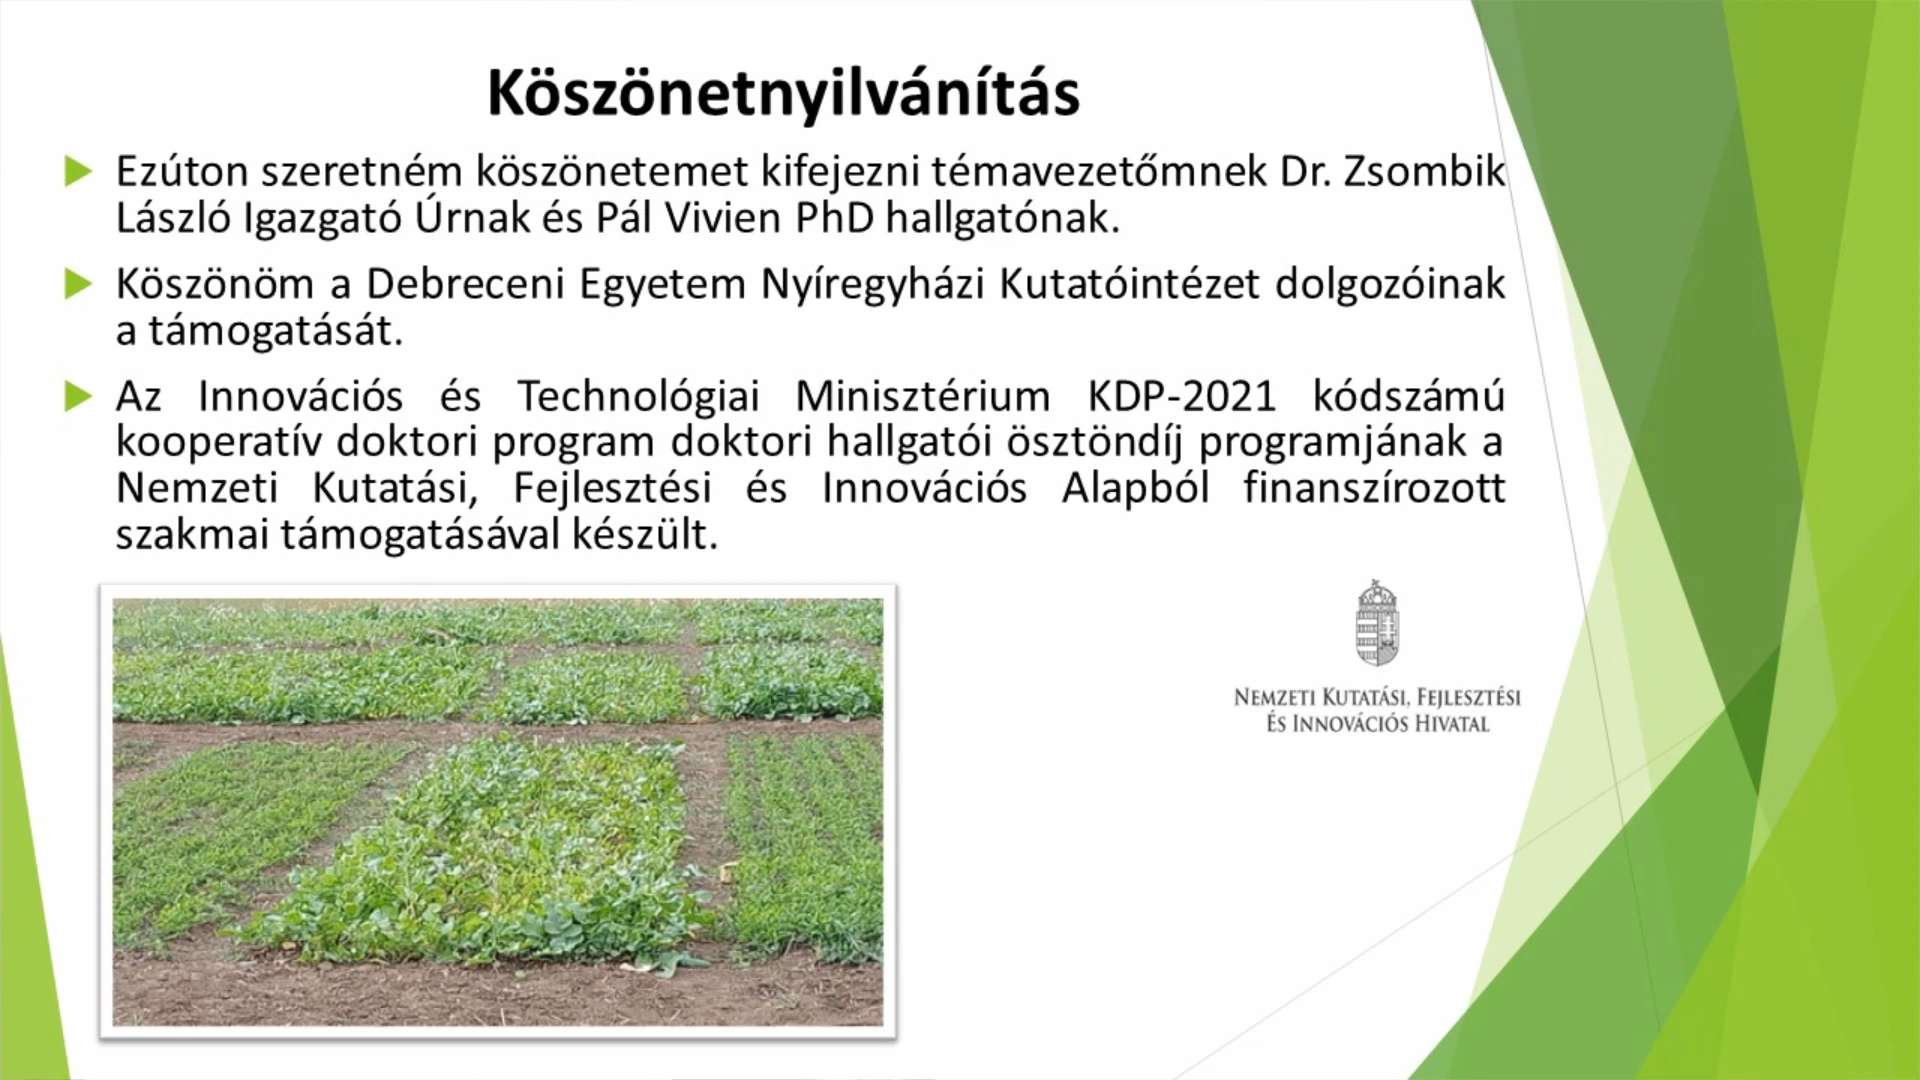 Köszönetnyilvánítás
Ezúton szeretném köszönetemet kifejezni témavezetőmnek Dr. Zsombik
László Igazgató Úrnak és Pál Vivien PhD hallgatónak.
Köszönöm a Debreceni Egyetem Nyíregyházi Kutatóintézet dolgozóinak
a támogatását.
Az Innovációs és Technológiai Minisztérium KDP-2021 kódszámú
kooperatív doktori program doktori hallgatói ösztöndíj programjának a
Nemzeti Kutatási, Fejlesztési és Innovációs Alapból finanszírozott
szakmai támogatásával készült.
NEMZETI KUTATÁSI, FEJLESZTÉSI
ÉS INNOVÁCIÓS HIVATAL